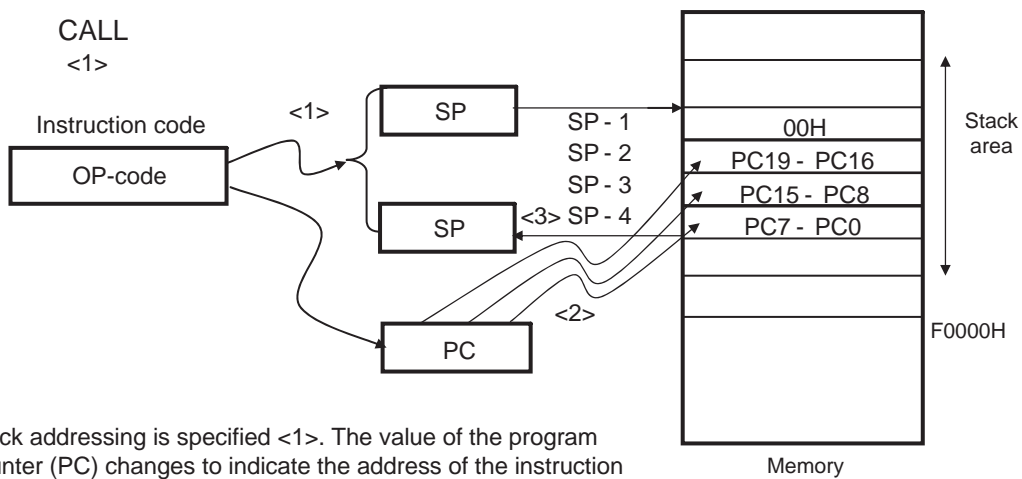 CALL
<1>
Instruction code
OP-code
<1>
SP
SP
<3>
SP - 1
SP - 2
SP - 3
SP - 4
<2>
PC
00H
PC19 - PC16
PC15 - PC8
PC7 - PC0
Stack
area
F0000H
Memory
addressing is specified <1>. The value of the program
(PC) changes to indicate the address of the instruction